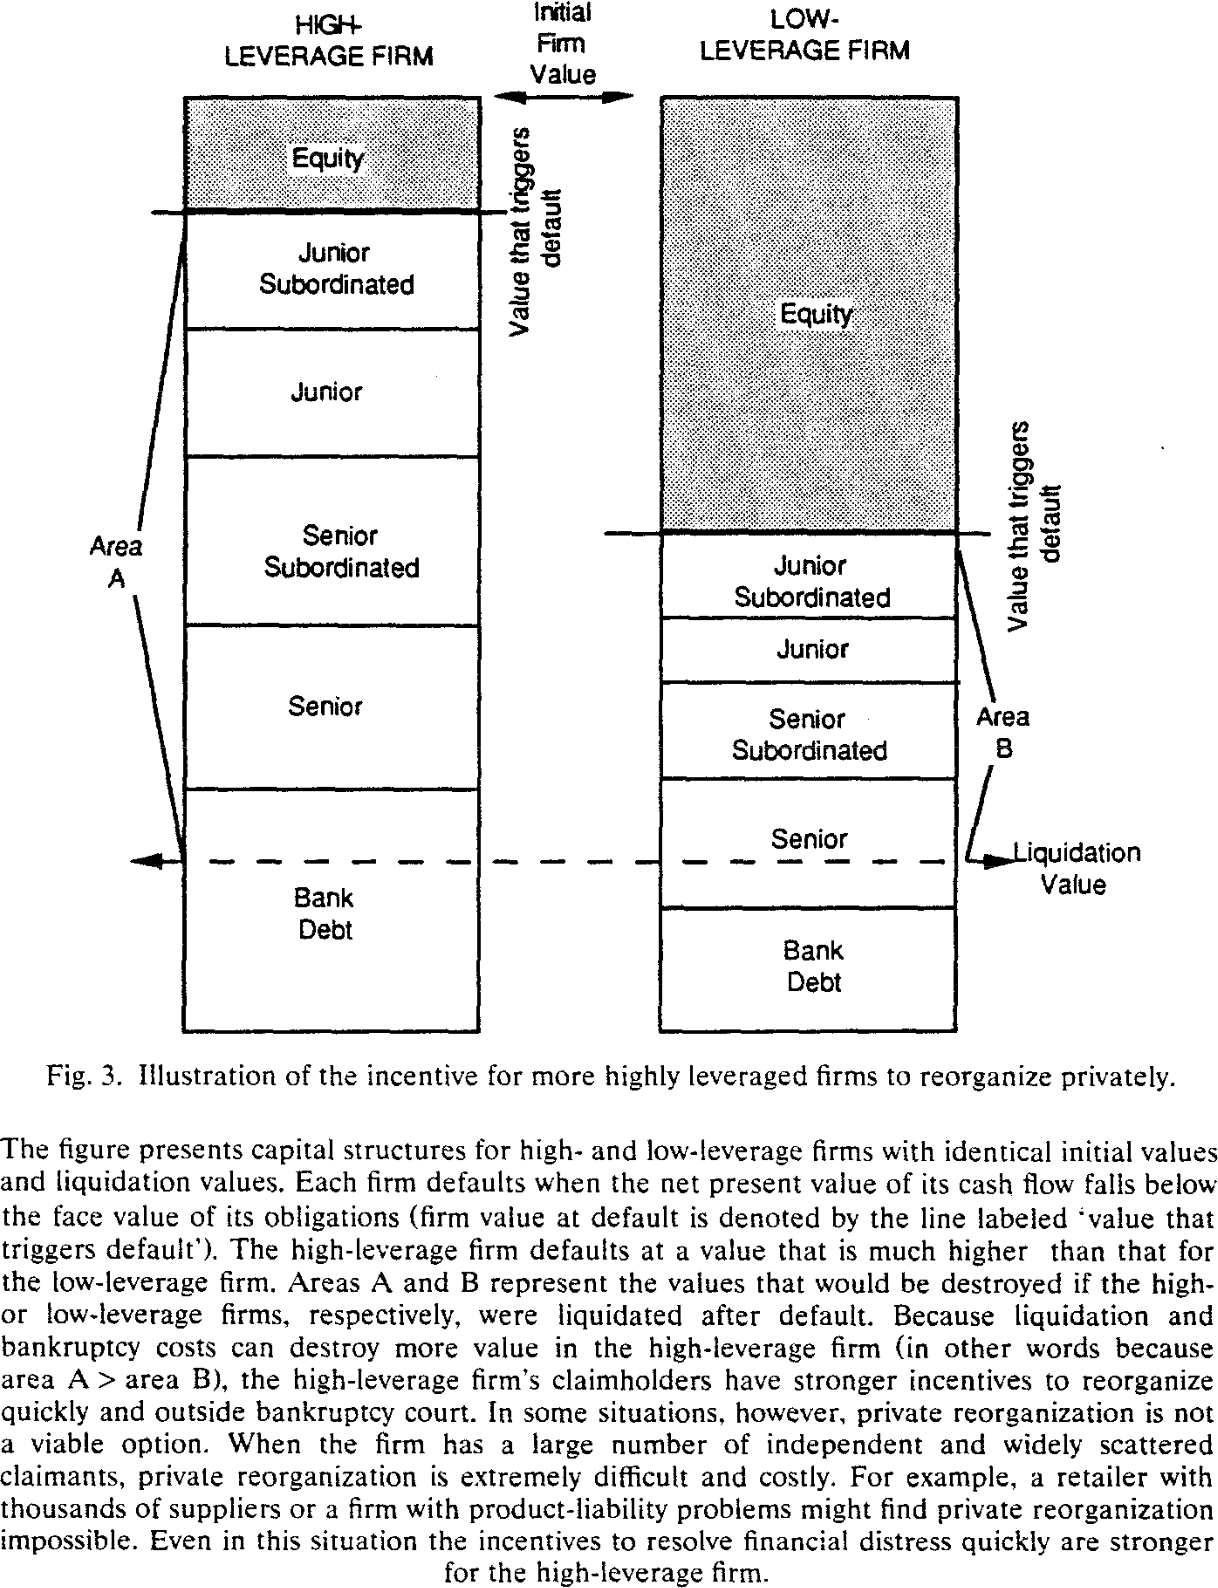 HIGH-
LEVERAGE FIRM
Initial
Firm
Value
LOW-
LEVERAGE FIRM
Equity
Value that triggers
default
Junior
Subordinated
Junior
Senior
Subordinated
Senior
Bank
Debt
Area
A
Equity
Value that triggers
default
Junior
Subordinated
Junior
Senior
Subordinated
Senior
Bank
Debt
Area
B
Liquidation
Value
Fig. 3. Illustration of the incentive for more highly leveraged firms to reorganize privately.
The figure presents capital structures for high- and low-leverage firms with identical initial values
and liquidation values. Each firm defaults when the net present value of its cash flow falls below
the face value of its obligations (firm value at default is denoted by the line labeled 'value that
triggers default'). The high-leverage firm defaults at a value that is much higher than that for
the low-leverage firm. Areas A and B represent the values that would be destroyed if the high-
or low-leverage firms, respectively, were liquidated after default. Because liquidation and
bankruptcy costs can destroy more value in the high-leverage firm (in other words because
area A > area B), the high-leverage firm's claimholders have stronger incentives to reorganize
quickly and outside bankruptcy court. In some situations, however, private reorganization is not
a viable option. When the firm has a large number of independent and widely scattered
claimants, private reorganization is extremely difficult and costly. For example, a retailer with
thousands of suppliers or a firm with product-liability problems might find private reorganization
impossible. Even in this situation the incentives to resolve financial distress quickly are stronger
for the high-leverage firm.